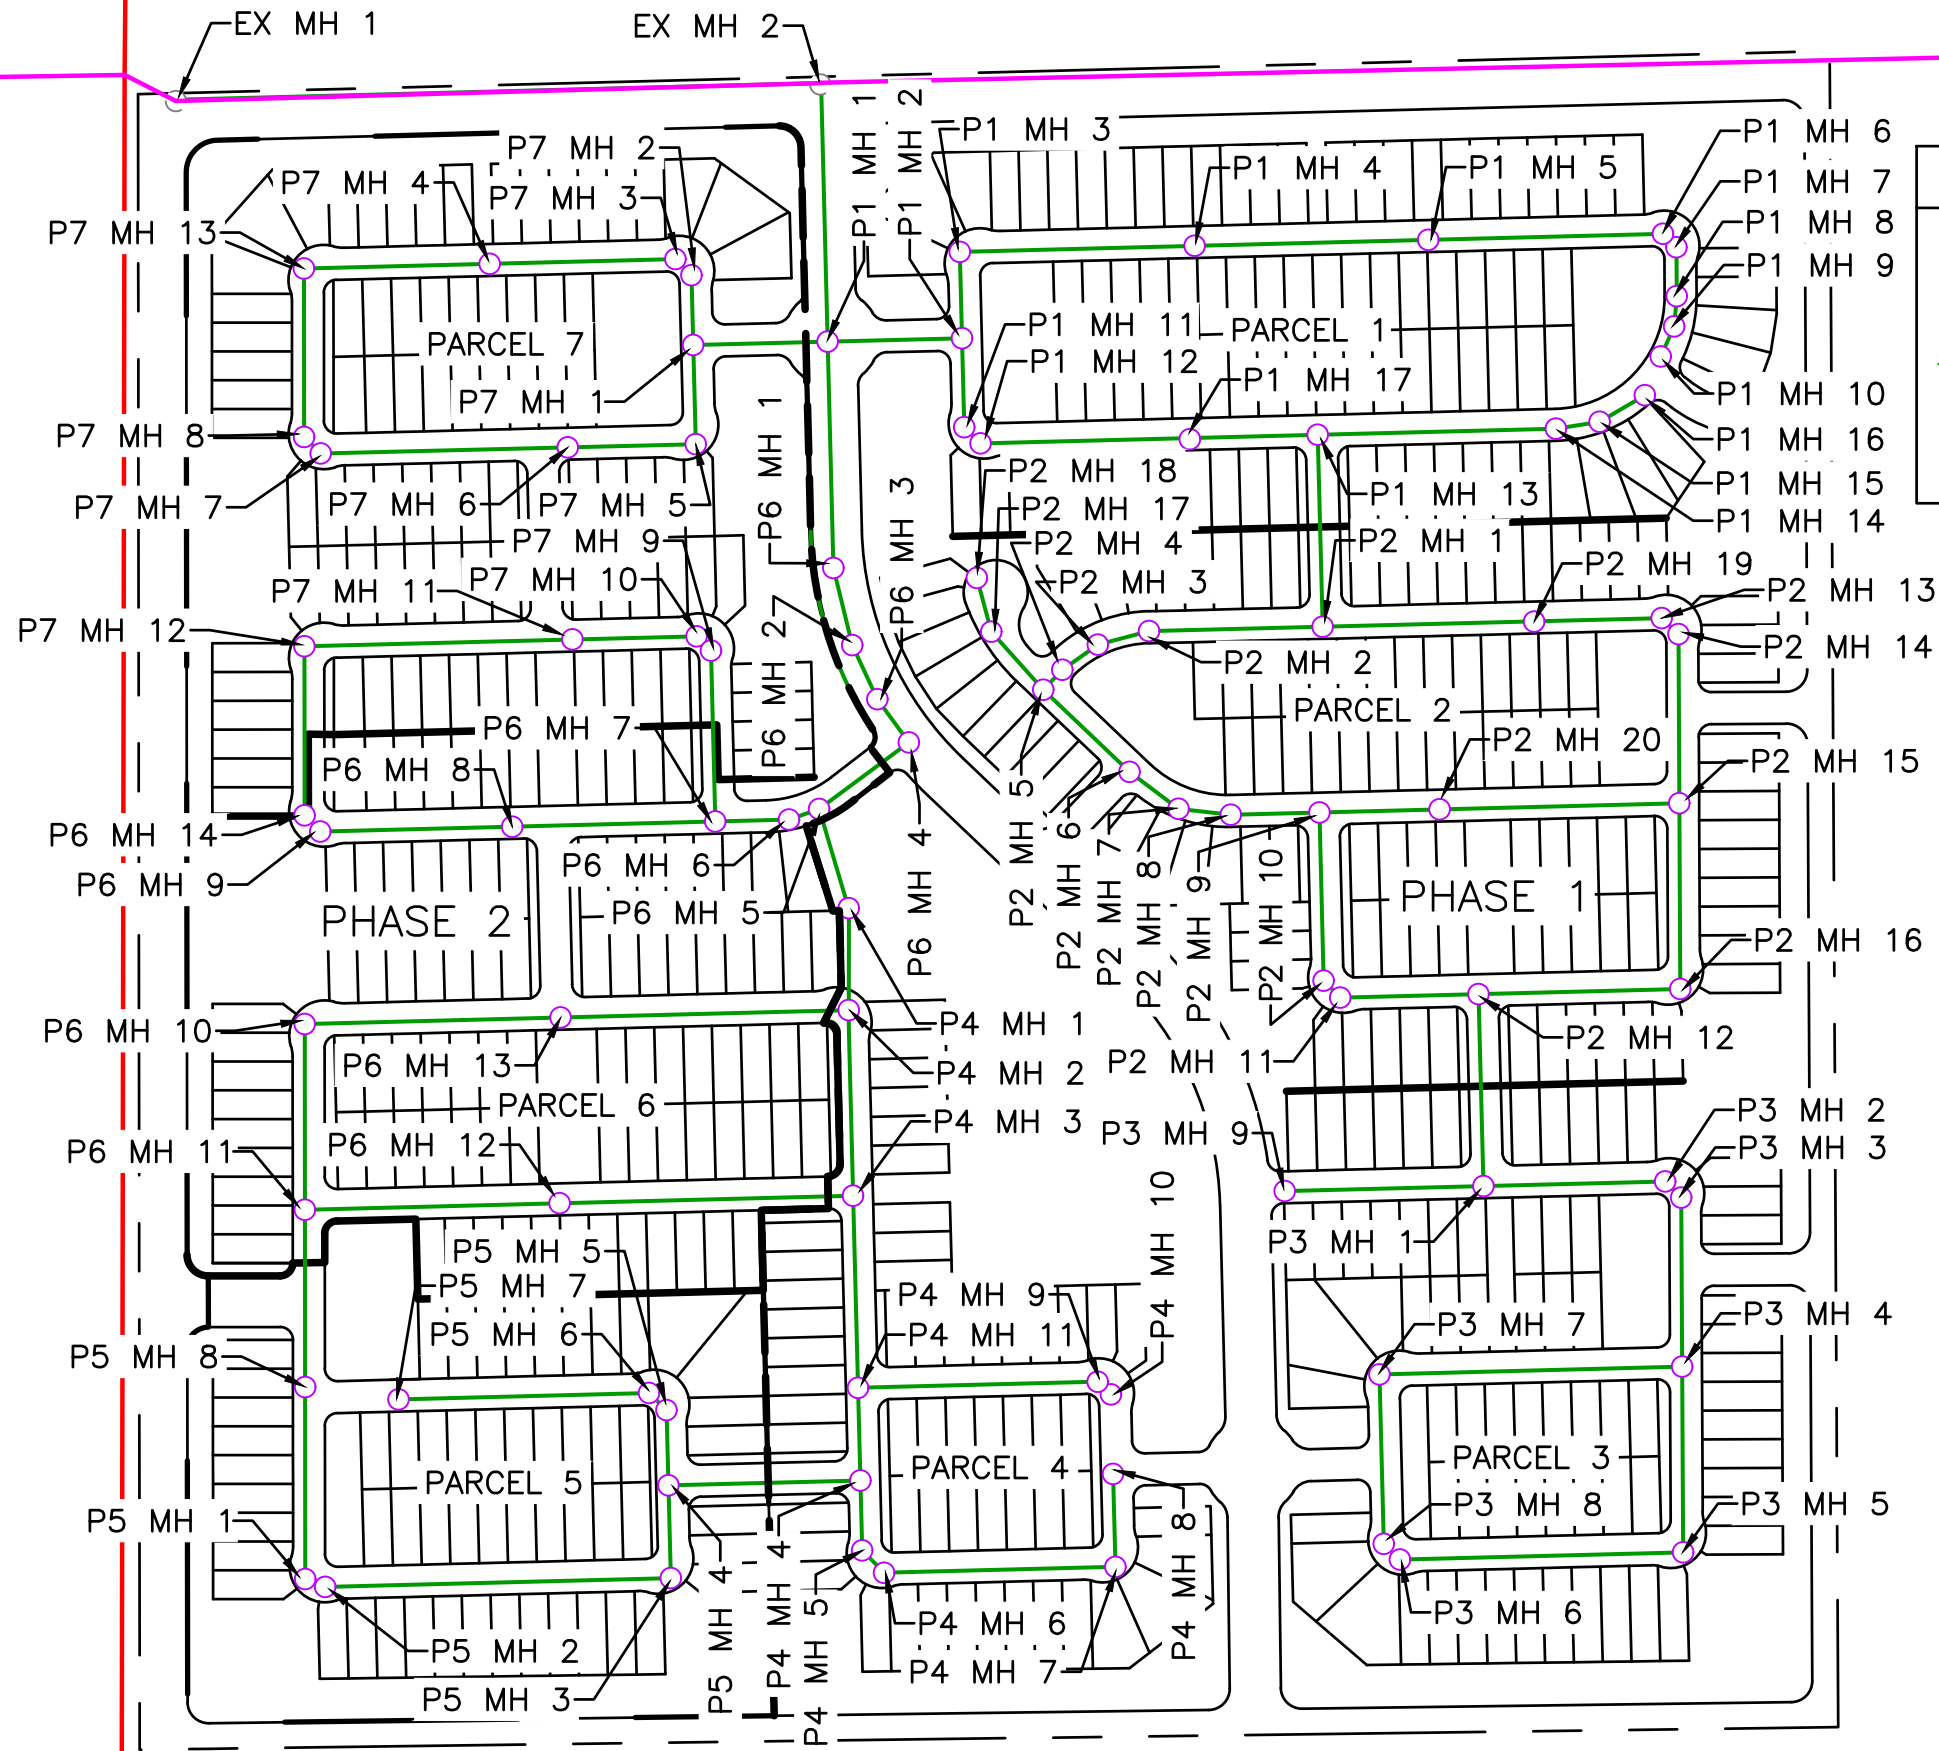 EX MH 1
EX MH 2
P1 MH 1
P1 MH 2
P1 MH 3
P1 MH 4
P1 MH 5
P1 MH 6
P1 MH 7
P1 MH 8
P1 MH 9
P7 MH 2
P7 MH 4
P7 MH 3
P7 MH 13
PARCEL 7
P7 MH 1
P7 MH 8
P7 MH 7
P7 MH 6
P7 MH 5
P7 MH 9
P7 MH 10
P7 MH 11
P7 MH 12
P1 MH 11
P1 MH 12
PARCEL 1
P1 MH 17
P1 MH 10
P1 MH 16
P1 MH 15
P1 MH 14
P1 MH 13
P6 MH 1
P6 MH 2
P6 MH 3
P6 MH 4
P2 MH 18
P2 MH 17
P2 MH 4
P2 MH 3
P2 MH 1
P2 MH 19
P2 MH 13
P2 MH 14
P2 MH 2
PARCEL 2
P2 MH 20
P2 MH 15
P2 MH 5
P2 MH 6
P2 MH 7
P2 MH 8
P2 MH 9
P2 MH 10
PHASE 1
P2 MH 16
P2 MH 11
P2 MH 12
P6 MH 7
P6 MH 8
P6 MH 14
P6 MH 9
P6 MH 6
P6 MH 5
PHASE 2
P6 MH 10
P6 MH 13
PARCEL 6
P6 MH 12
P6 MH 11
P4 MH 1
P4 MH 2
P4 MH 3
P3 MH 9
P3 MH 2
P3 MH 3
P3 MH 1
P4 MH 10
P5 MH 5
P5 MH 7
P5 MH 6
P5 MH 8
P4 MH 9
P4 MH 11
P3 MH 7
P3 MH 4
PARCEL 5
PARCEL 4
PARCEL 3
P3 MH 8
P3 MH 5
P5 MH 1
P5 MH 2
P5 MH 3
P5 MH 4
P4 MH 4
P4 MH 5
P4 MH 6
P4 MH 7
P4 MH 8
P3 MH 6